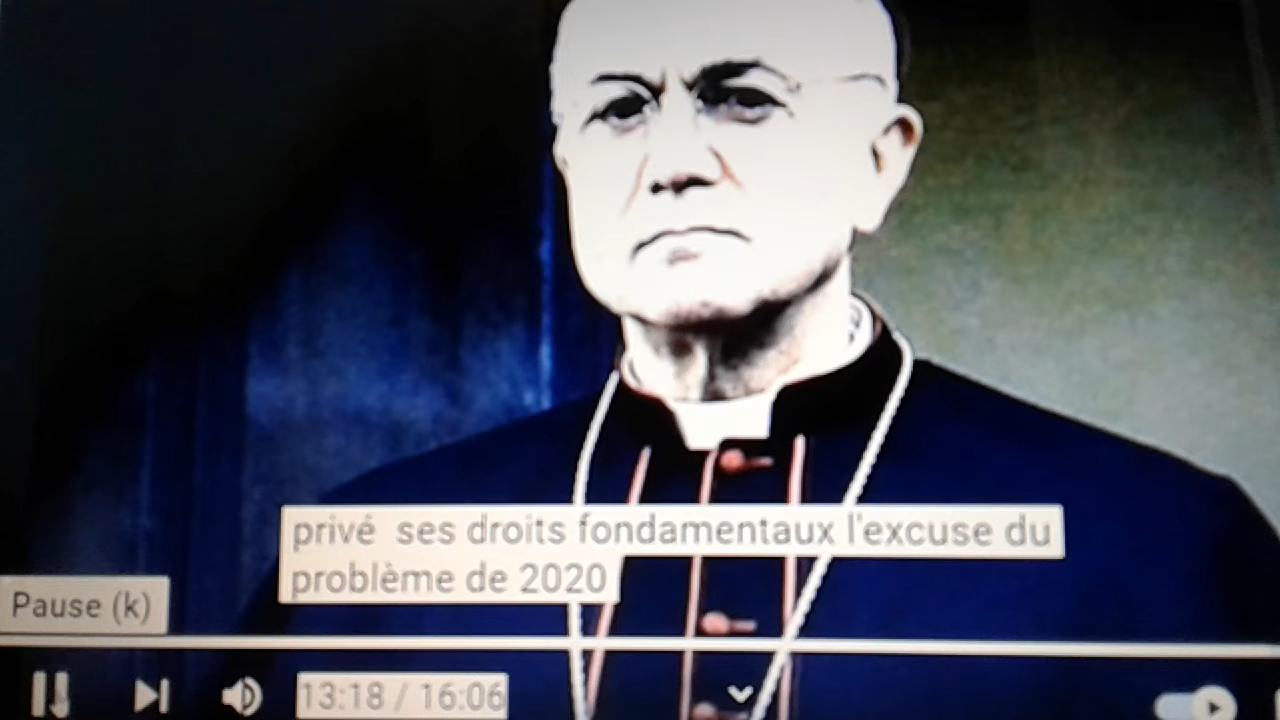 privé ses droits fondamentaux l'excuse du
problème de 2020
Pause (k)
13:18 / 16:06